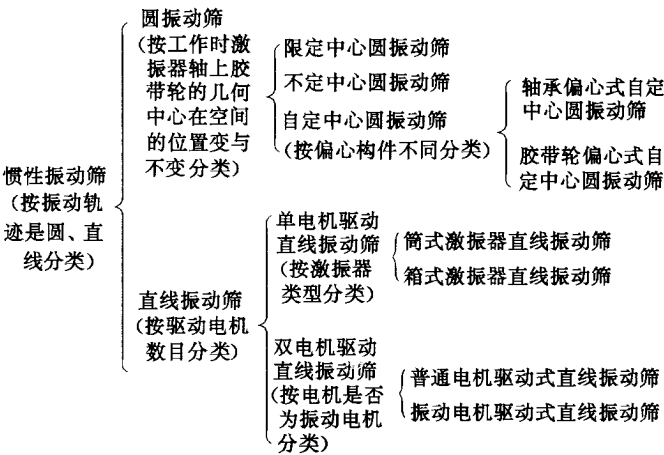 惯性振动筛
(按振动轨
迹是圆、直
线分类)
圆振动筛
(按工作时激
振器轴上胶
带轮的几何
中心在空间
的位置变与
不变分类)
限定中心圆振动筛
不定中心圆振动筛
自定中心圆振动筛
(按偏心构件不同分类)
轴承偏心式自定
中心圆振动筛
胶带轮偏心式自
定中心圆振动筛
直线振动筛
(按驱动电机
数目分类)
单电机驱动
直线振动筛
(按激振器
类型分类)
筒式激振器直线振动筛
箱式激振器直线振动筛
双电机驱动
直线振动筛
(按电机是否
为振动电机
分类)
普通电机驱动式直线振动筛
振动电机驱动式直线振动筛